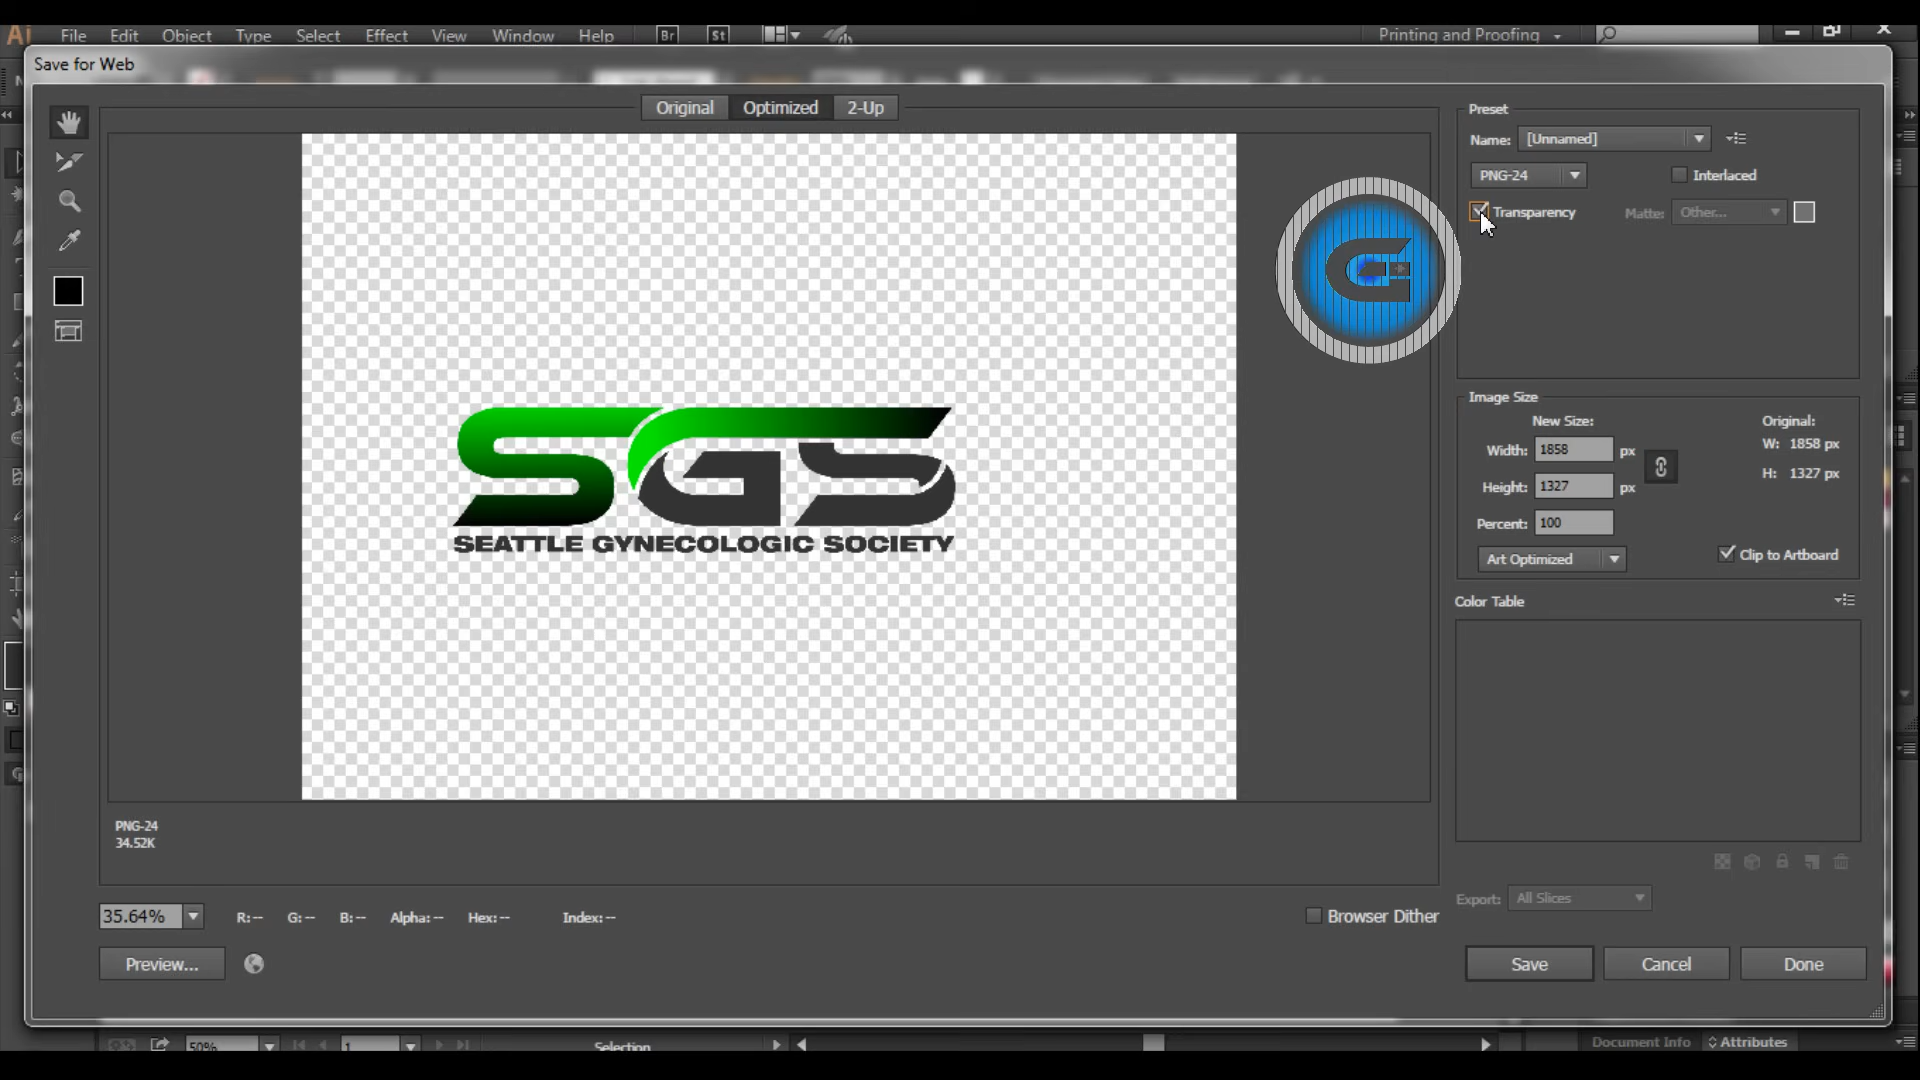 Ai File Edit Object Type Select Effect View Window Help Br St Printing and Proofing
Save for Web
Original Optimized 2-Up
Preset
Name: [Unnamed]
PNG-24 Interlaced
Transparency Matte: Other...
G
SGS
SEATTLE GYNECOLOGIC SOCIETY
Image Size
New Size: Original:
Width: 1858 px W: 1858 px
Height: 1327 px H: 1327 px
Percent: 100
Art Optimized Clip to Artboard
Color Table
PNG-24
34.52K
Export: All Slices
35.64% R: -- G: -- B: -- Alpha: -- Hex: -- Index: -- Browser Dither
Preview... Save Cancel Done
50% 1 Selection Document Info Attributes